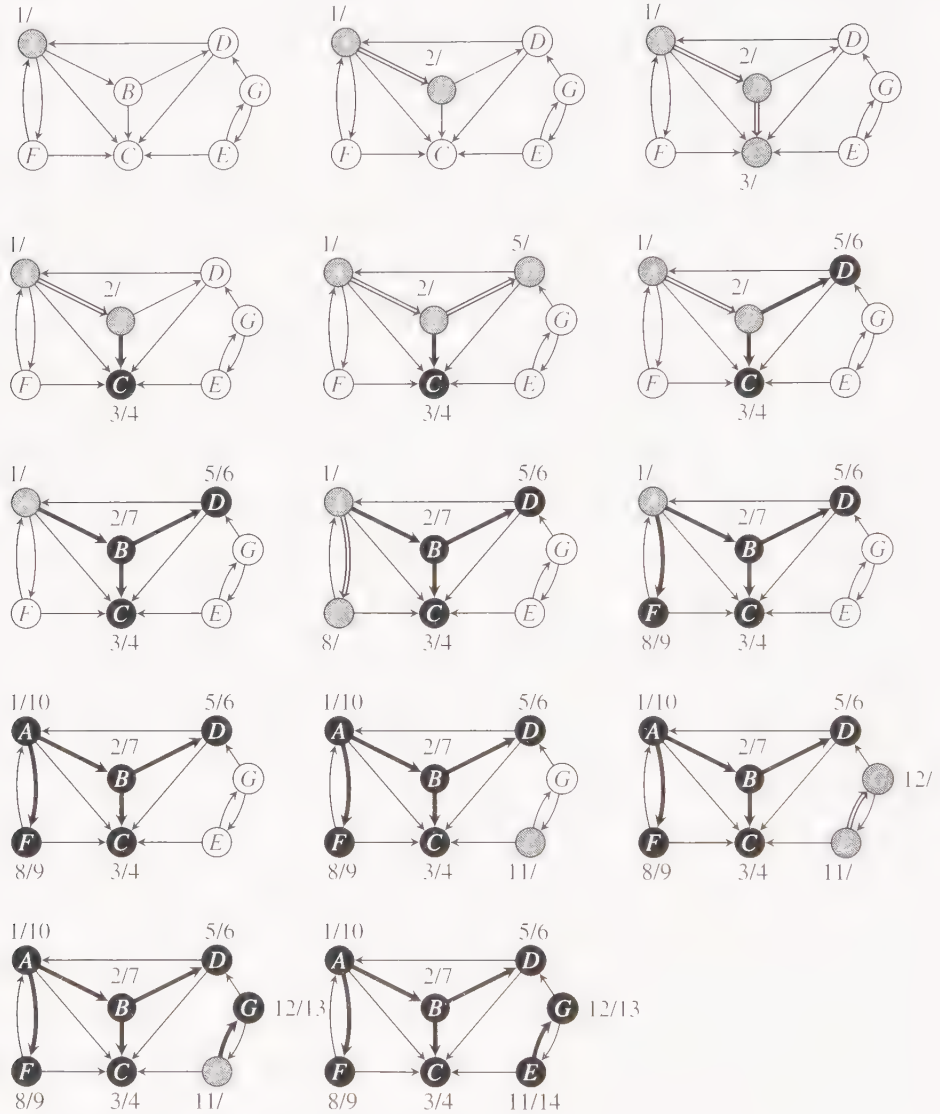 1/ 1/ 1/
D 2/ D 2/ D
B G G G
F C E F C E F E
3/
1/ 1/ 5/ 1/ 5/6
2/ D 2/ 2/ D
G G G
F C E F C E F C E
3/4 3/4 3/4
1/ 5/6 1/ 5/6 1/ 5/6
2/7 D 2/7 D 2/7 D
B G B G B G
F C E C E F C E
3/4 8/ 3/4 8/9 3/4
1/10 5/6 1/10 5/6 1/10 5/6
A 2/7 D A 2/7 D A 2/7 D
B G B G B G 12/
F C E F C F C
8/9 3/4 8/9 3/4 11/ 8/9 3/4 11/
1/10 5/6 1/10 5/6
A 2/7 D A 2/7 D
B G 12/13 B G 12/13
F C F C E
8/9 3/4 11/ 8/9 3/4 11/14